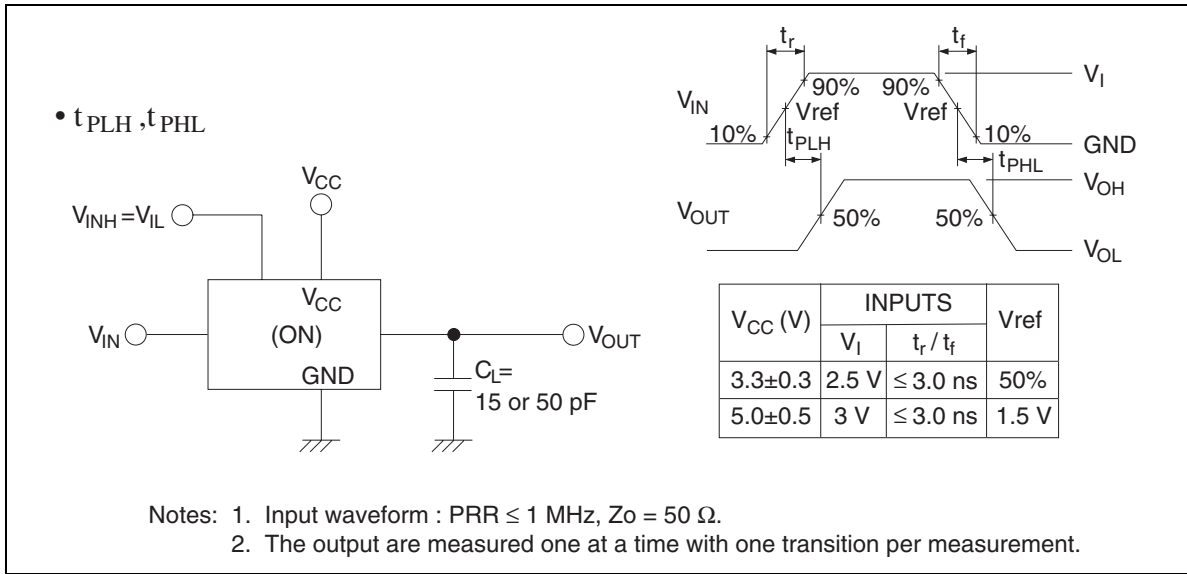 • tPLH ,tPHL
VCC
VINH =VIL
VCC
VIN
(ON)
VOUT
GND
CL=
15 or 50 pF
tr
tf
VI
90%
90%
VIN
Vref
Vref
10%
10%
GND
tPLH
tPHL
VOH
VOUT
50%
50%
VOL
VCC (V) INPUTS Vref
VI tr / tf
3.3±0.3 2.5 V ≤ 3.0 ns 50%
5.0±0.5 3 V ≤ 3.0 ns 1.5 V
Notes: 1. Input waveform : PRR ≤ 1 MHz, Zo = 50 Ω.
2. The output are measured one at a time with one transition per measurement.